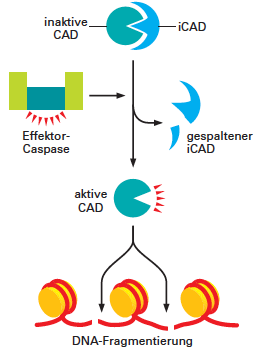 inaktive
CAD
iCAD
Effektor-
Caspase
gespaltener
iCAD
aktive
CAD
DNA-Fragmentierung